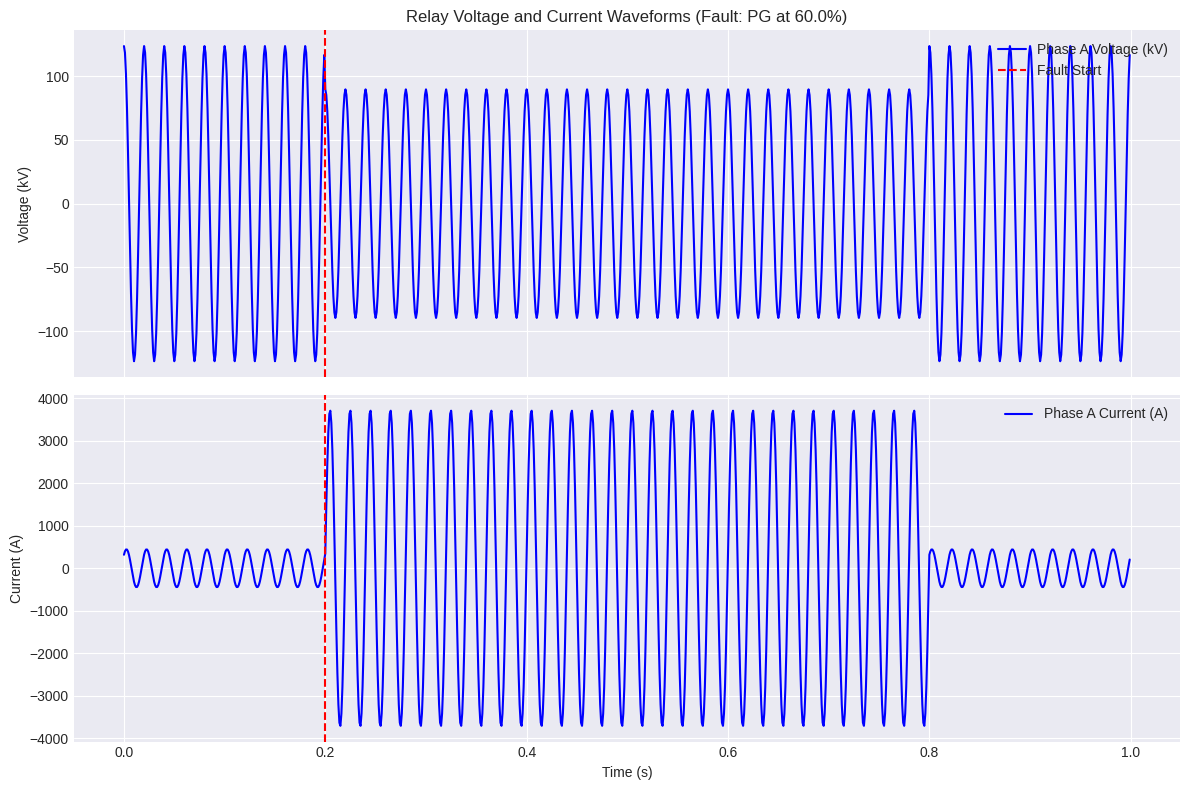 Relay Voltage and Current Waveforms (Fault: PG at 60.0%)
Phase A Voltage (kV)
Fault Start
Voltage (kV)
100
50
0
−50
−100
Phase A Current (A)
Current (A)
4000
3000
2000
1000
0
−1000
−2000
−3000
−4000
0.0 0.2 0.4 0.6 0.8 1.0
Time (s)